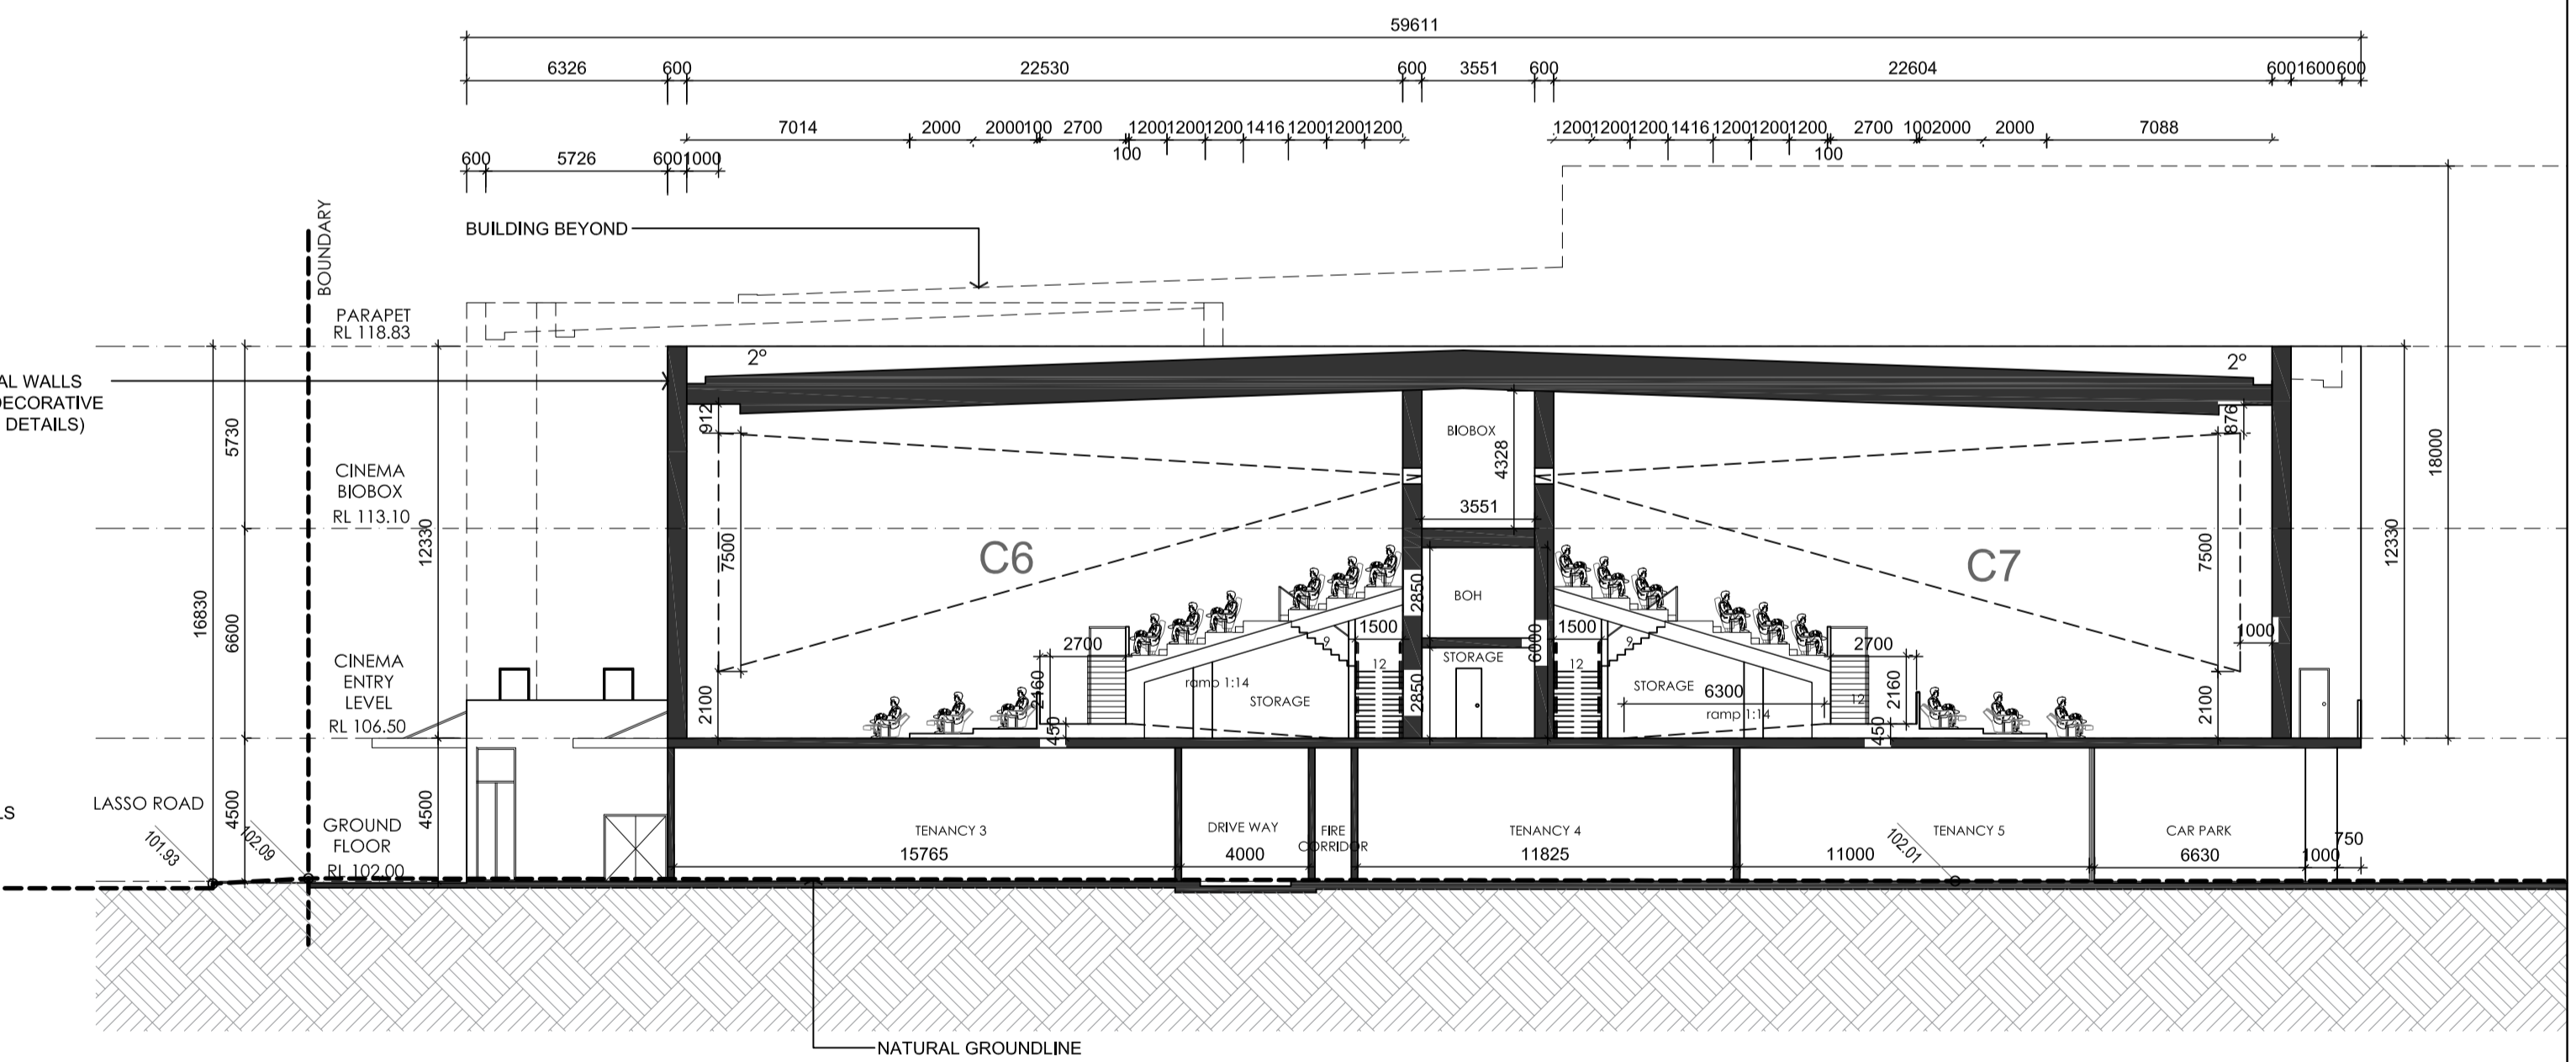 59611
6326 600 22530 600 3551 600 22604 600 1600 600
7014 2000 2000 100 2700 1200 1200 1200 1416 1200 1200 1200 1200 1200 1200 1416 1200 1200 1200 2700 100 2000 2000 7088
100 100
600 5726 600 1000
BUILDING BEYOND
BOUNDARY
PARAPET
RL 118.83
2° 2°
AL WALLS
DECORATIVE
DETAILS)
912 876
5730
BIOBOX
4328
18000
CINEMA
BIOBOX
RL 113.10
3551
12330 7500 7500 12330
C6 C7
16830
6600
2850 BOH
1500 1500
9 9
2700 6000 2700 1000
CINEMA
ENTRY
LEVEL
RL 106.50
STORAGE
12 12
ramp 1:14 STORAGE
6300
2160 STORAGE 2850 12 2160
ramp 1:14
2100 2100
450 450
LASSO ROAD
LS
4500 4500
101.93 102.09
GROUND
FLOOR
RL 102.00
TENANCY 3 DRIVE WAY FIRE
CORRIDOR
TENANCY 4 TENANCY 5 CAR PARK
102.01
15765 4000 11825 11000 6630 1000 750
NATURAL GROUNDLINE